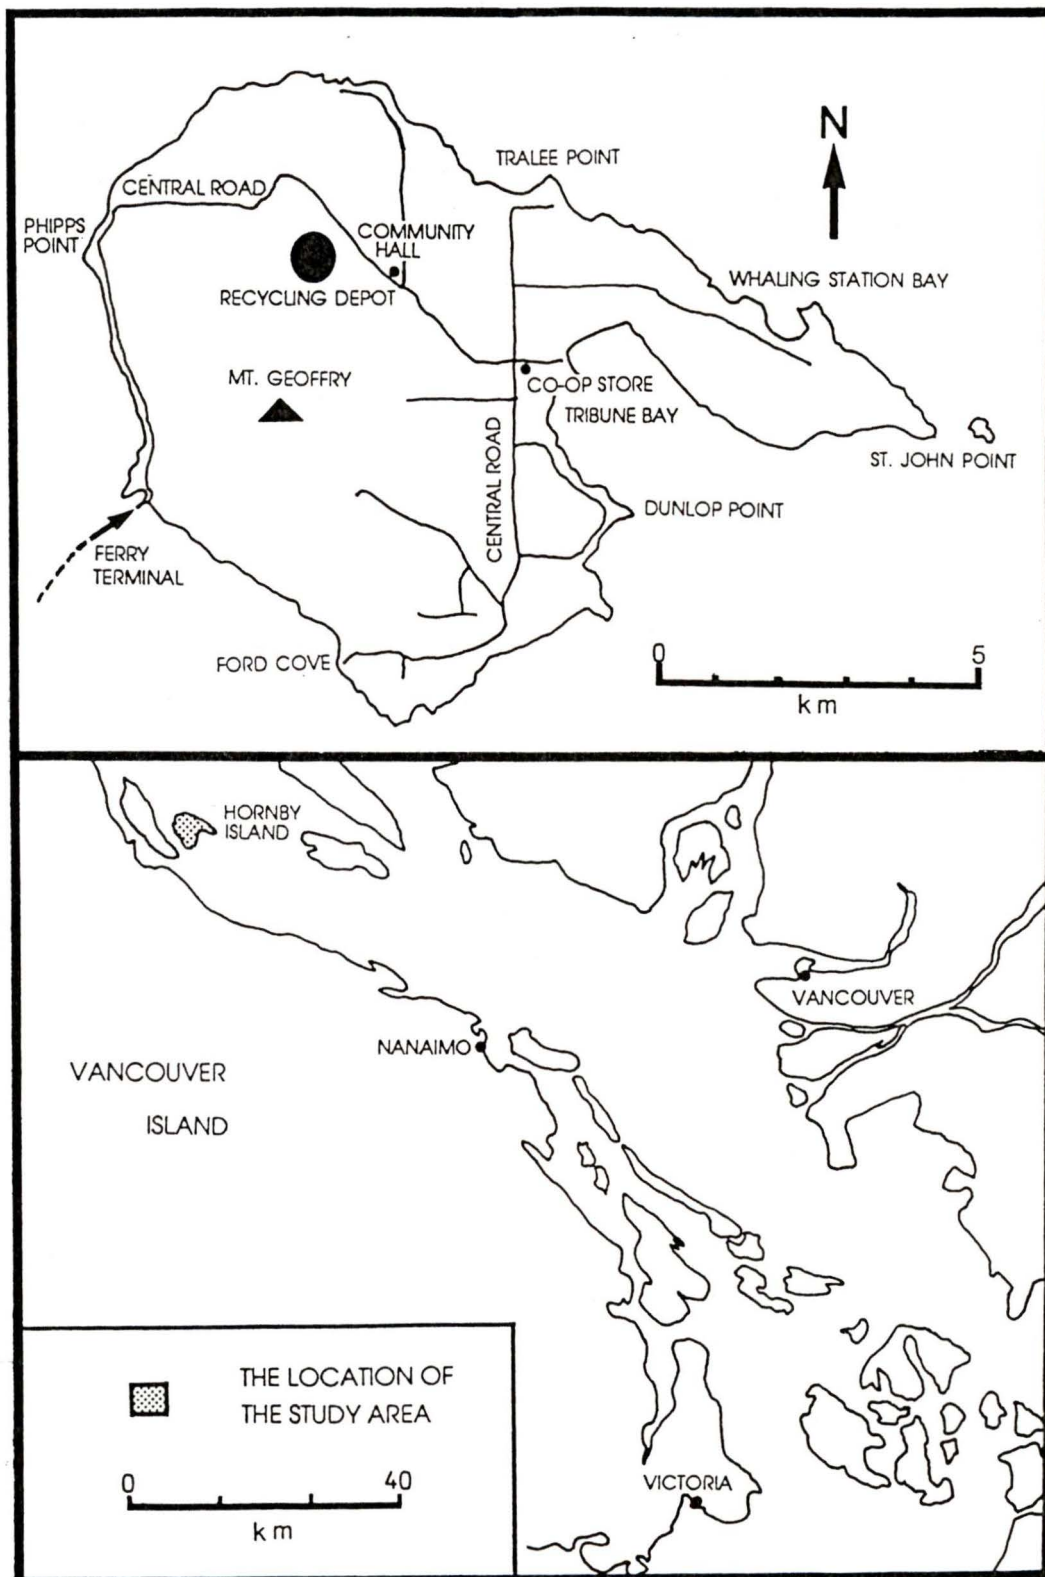 N
TRALEE POINT
CENTRAL ROAD
PHIPPS
POINT
COMMUNITY
HALL
WHALING STATION BAY
RECYCLING DEPOT
MT. GEOFFRY
CO-OP STORE
TRIBUNE BAY
ST. JOHN POINT
CENTRAL ROAD
DUNLOP POINT
FERRY
TERMINAL
FORD COVE
0 5
km
HORNBY
ISLAND
VANCOUVER
NANAIMO
VANCOUVER
ISLAND
THE LOCATION OF
THE STUDY AREA
0 40
km
VICTORIA